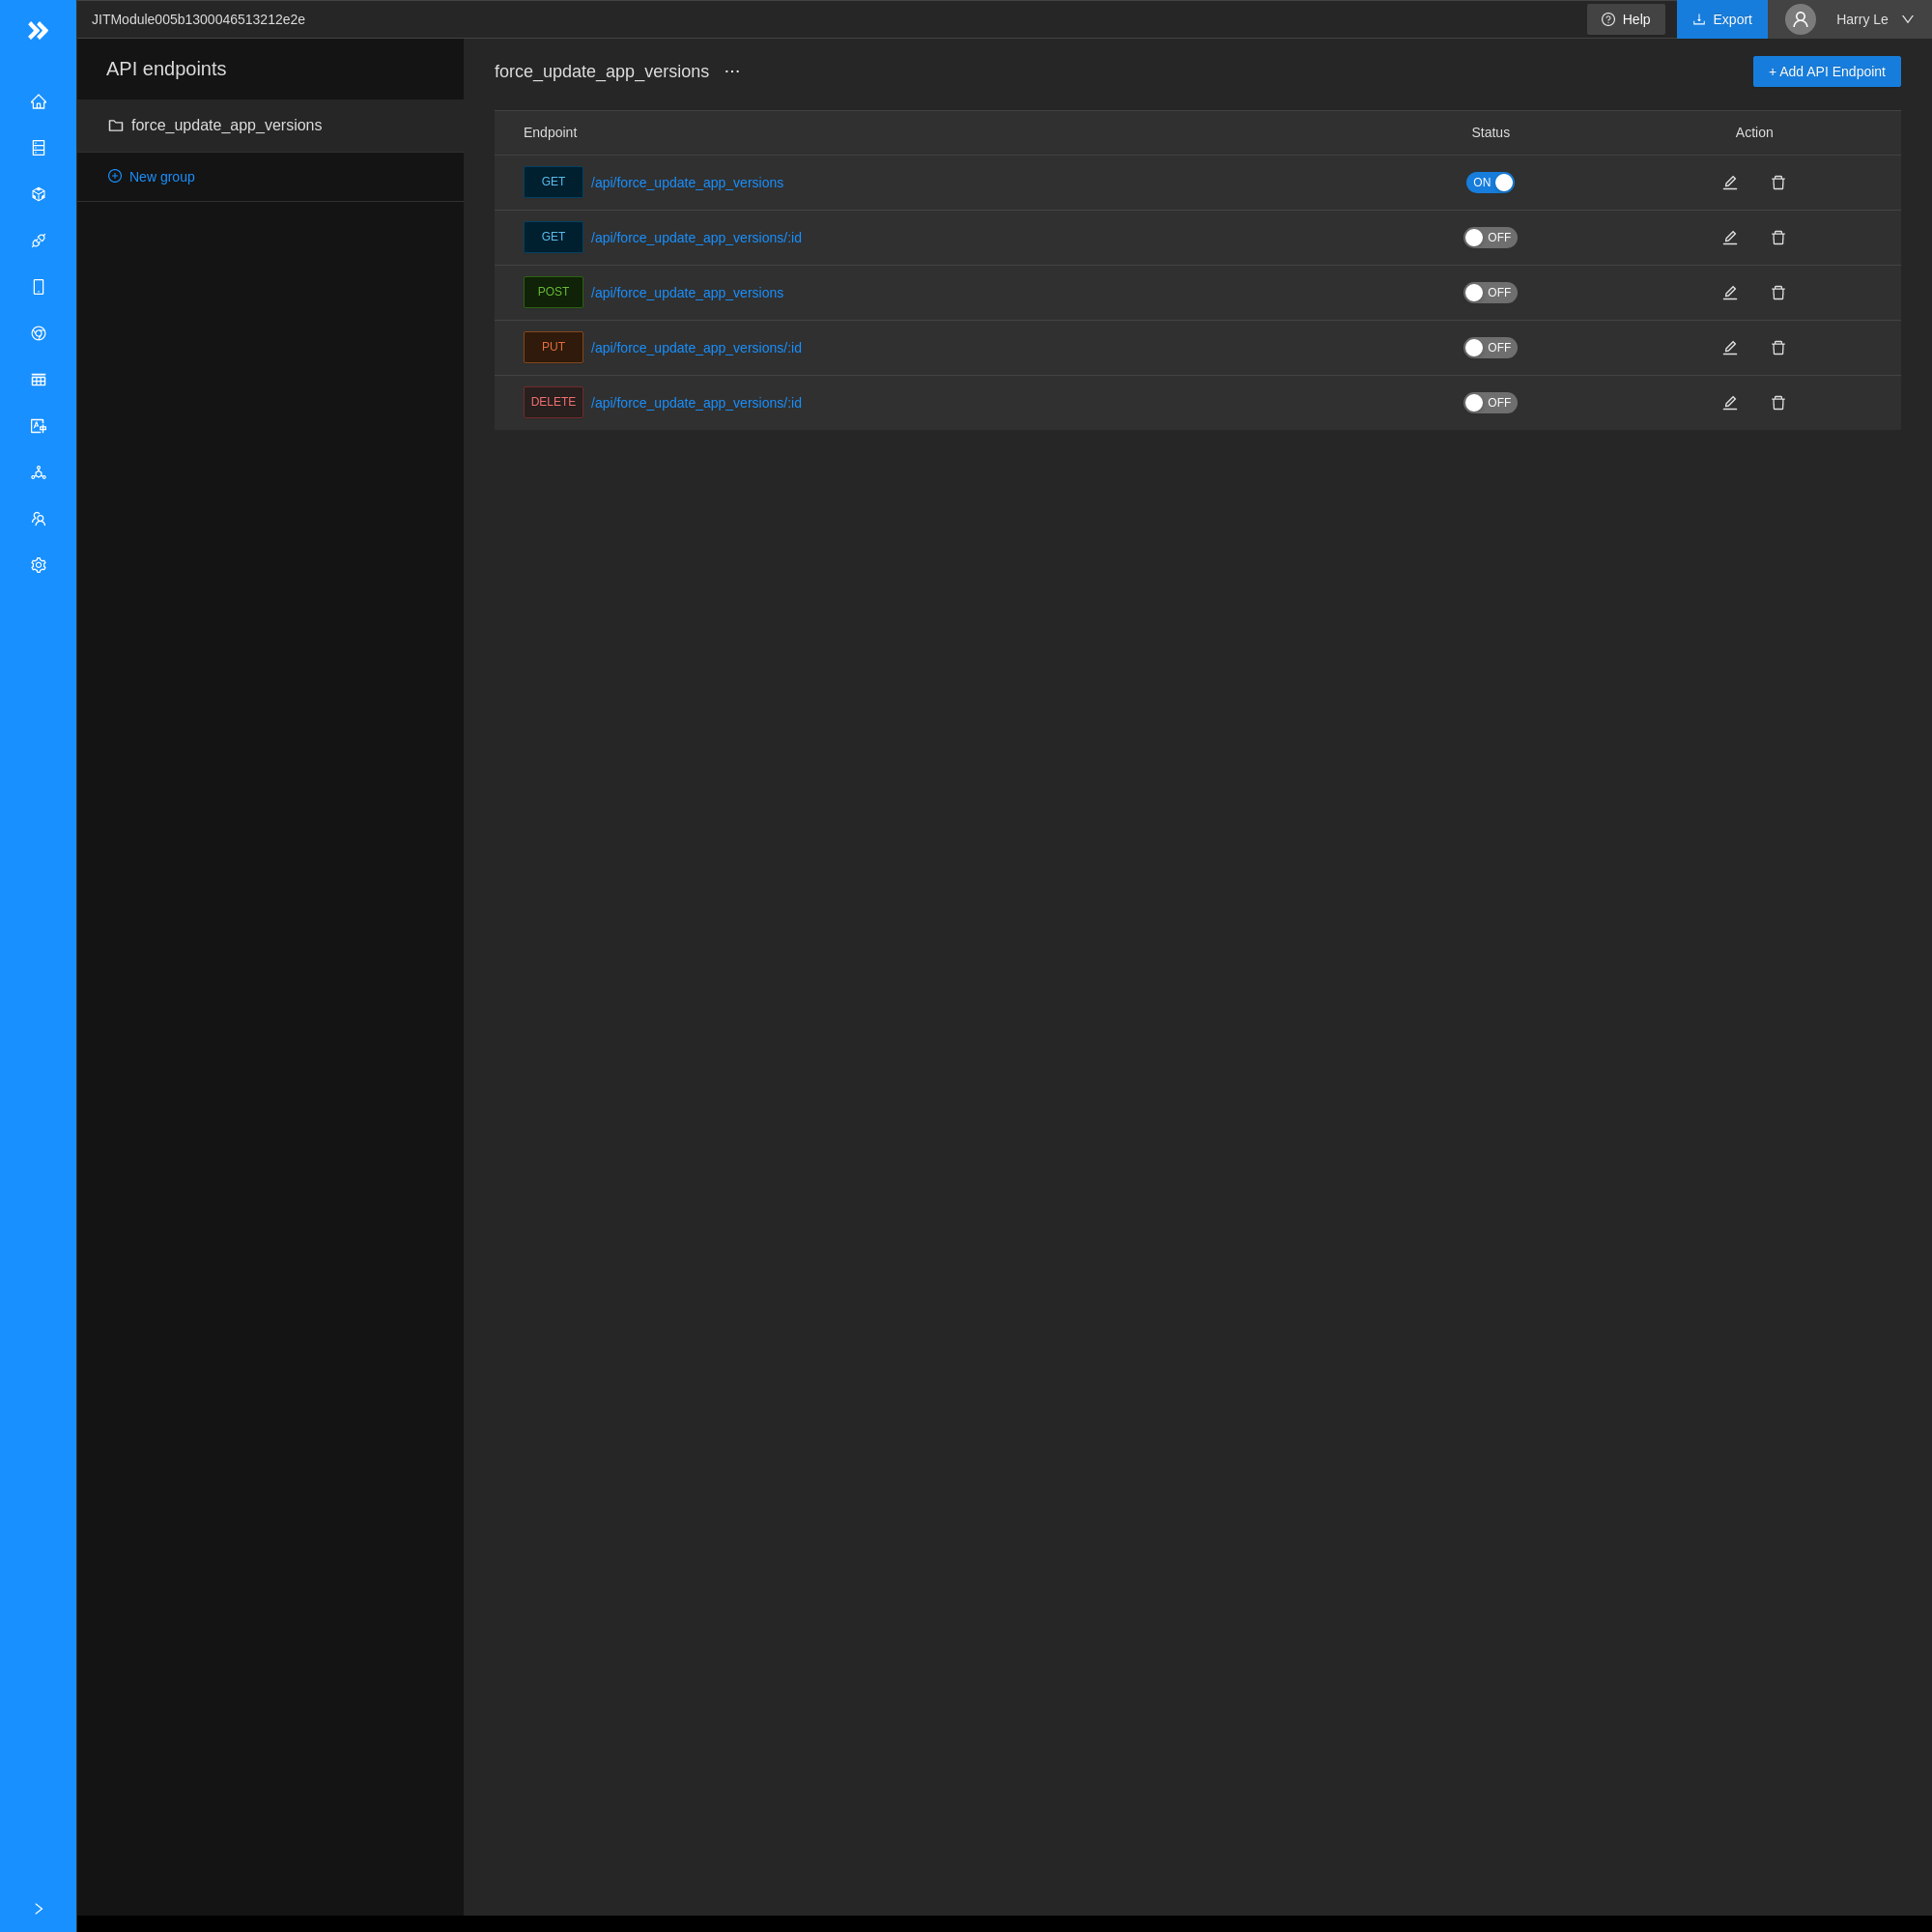 JITModule005b1300046513212e2e
Help
Export
Harry Le
API endpoints
force_update_app_versions
New group
force_update_app_versions ···
+ Add API Endpoint
Endpoint Status Action
GET /api/force_update_app_versions ON
GET /api/force_update_app_versions/:id OFF
POST /api/force_update_app_versions OFF
PUT /api/force_update_app_versions/:id OFF
DELETE /api/force_update_app_versions/:id OFF